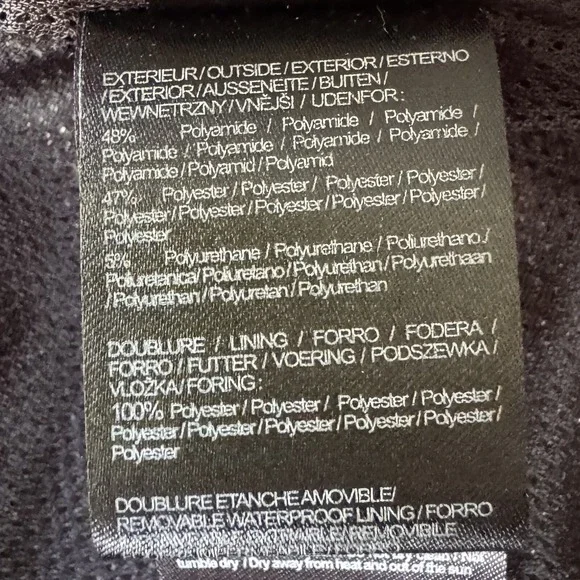 EXTERIEUR/OUTSIDE/EXTERIOR/ESTERNO
/EXTERIOR/AUSSENEITE/BUITEN/
WEWNETRZNY/VNĚJŠI/UDENFOR:
48% Polyamide / Polyamide / Polyamide /
Polyamide / Polyamide / Polyamide / Polyamide /
Polyamide/Polyamid/Polyamid
47% Polyester/Polyester/ Polyester/Polyester/
Polyester/Polyester/Polyester/Polyester/Polyester/
Polyester
5% Polyurethane/Polyurethane/Poliurethano/
Poliuretanica/Poliuretano/Polyurethan/Polyurethaan
/Polyurethan/Polyuretan/Polyurethan
DOUBLURE / LINING / FORRO / FODERA /
FORRO/FUTTER/VOERING/PODSZEWKA/
VLOŽKA/FORING:
100% Polyester/Polyester/ Polyester/Polyester/
Polyester/Polyester/Polyester/Polyester/Polyester/
Polyester
DOUBLURE ETANCHE AMOVIBLE/
REMOVABLE WATERPROOF LINING/FORRO
tumble dry / Dry away from heat and out of the sun